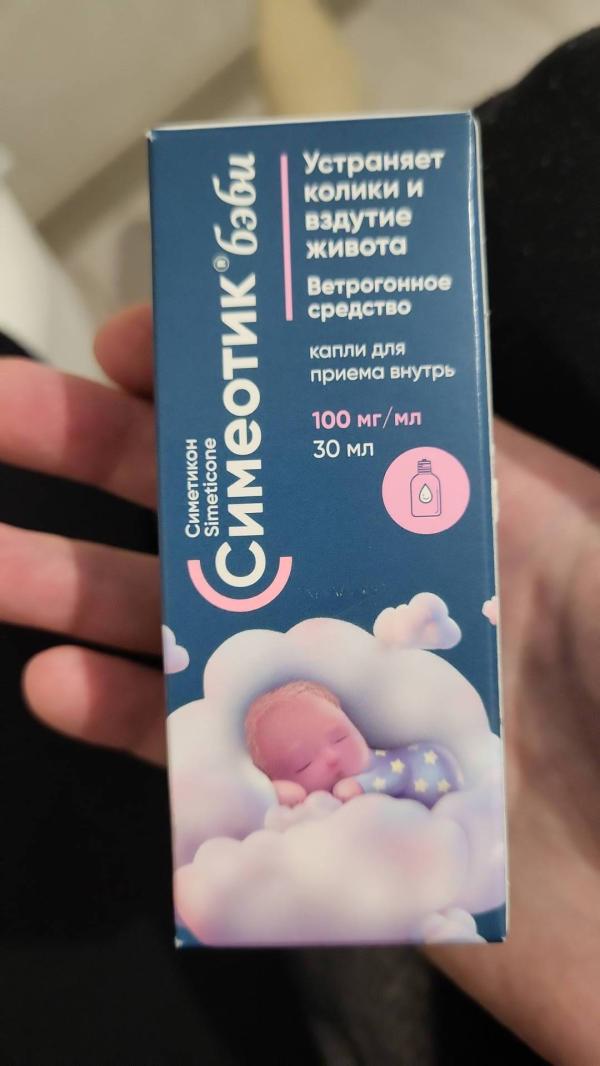 Симеотик® бэби
Симетикон
Simeticone
Устраняет
колики и
вздутие
живота
Ветрогонное
средство
капли для
приема внутрь
100 мг/мл
30 мл